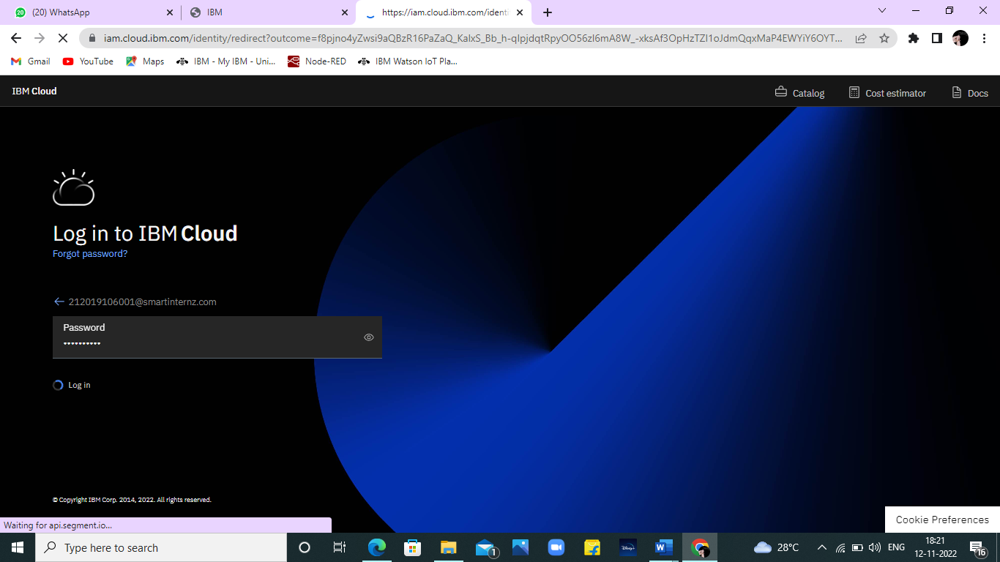 (20) WhatsApp
IBM
https://iam.cloud.ibm.com/identi
iam.cloud.ibm.com/identity/redirect?outcome=f8pjno4yZwsi9aQBzR16PaZaQ_KaIxS_Bb_h-qIpjdqtRpyOO56zI6mA8W_-xksAf3OpHzTZI1oJdmQqxMaP4EWYiY6OYT...
Gmail
YouTube
Maps
IBM - My IBM - Uni...
Node-RED
IBM Watson IoT Pla...
IBM Cloud
Catalog
Cost estimator
Docs
Log in to IBM Cloud
Forgot password?
212019106001@smartinternz.com
Password
Log in
© Copyright IBM Corp. 2014, 2022. All rights reserved.
Cookie Preferences
Waiting for api.segment.io...
Type here to search
1
Disney+
28°C
ENG
18:21
12-11-2022
16